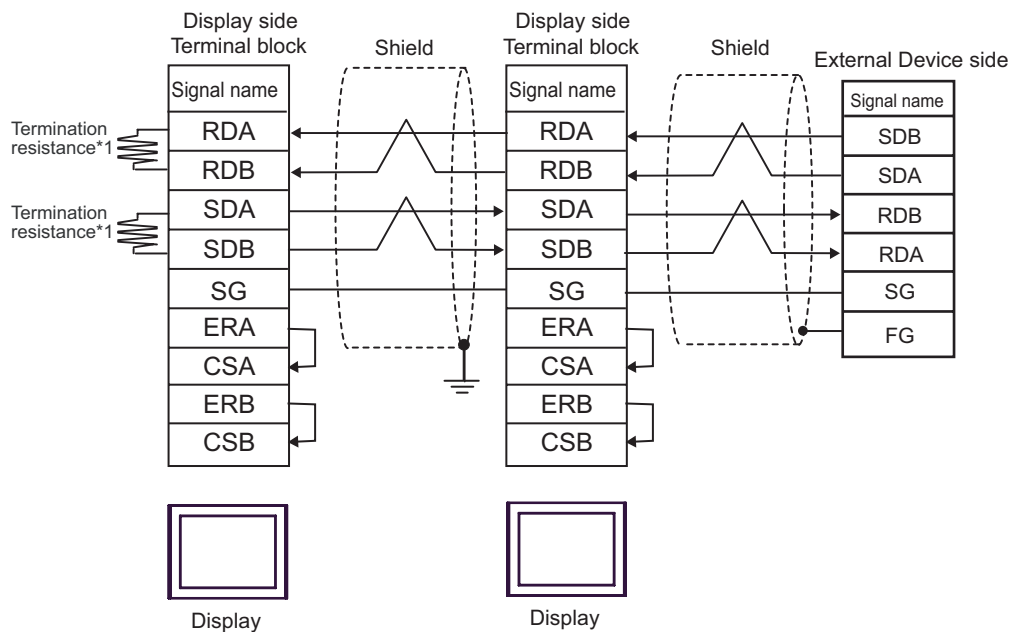 Display side
Terminal block
Shield
Display side
Terminal block
Shield
External Device side
Termination
resistance*1
Termination
resistance*1
Signal name
RDA
RDB
SDA
SDB
SG
ERA
CSA
ERB
CSB
Signal name
RDA
RDB
SDA
SDB
SG
ERA
CSA
ERB
CSB
Signal name
SDB
SDA
RDB
RDA
SG
FG
Display
Display